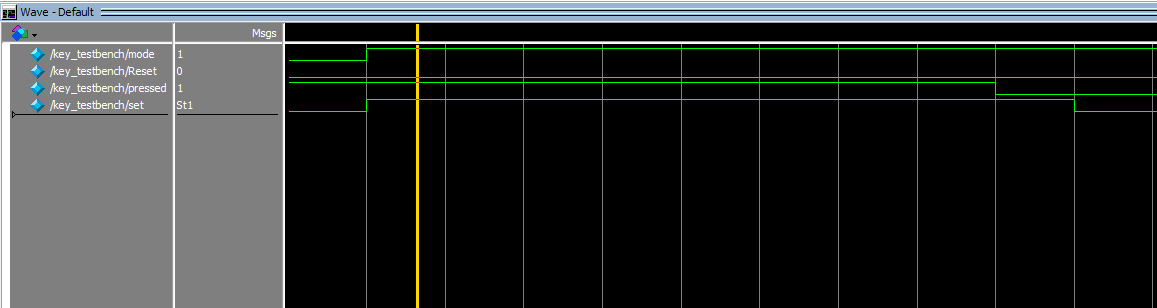 Wave - Default
Msgs
/key_testbench/mode 1
/key_testbench/Reset 0
/key_testbench/pressed 1
/key_testbench/set St1